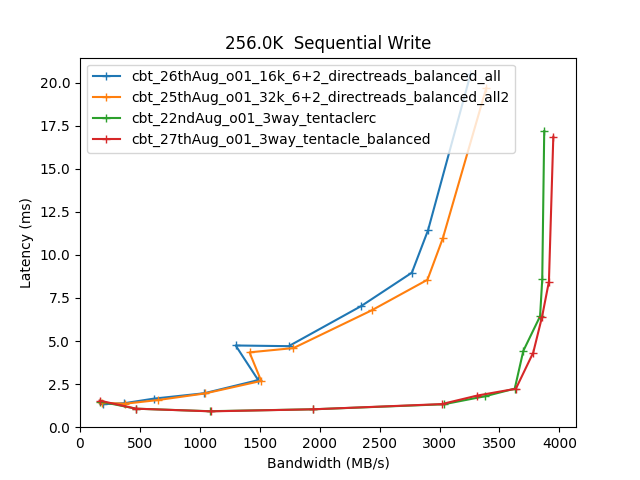 256.0K  Sequential Write
cbt_26thAug_o01_16k_6+2_directreads_balanced_all
cbt_25thAug_o01_32k_6+2_directreads_balanced_all2
cbt_22ndAug_o01_3way_tentaclerc
cbt_27thAug_o01_3way_tentacle_balanced
20.0
17.5
15.0
12.5
10.0
7.5
5.0
2.5
0.0
Latency (ms)
0 500 1000 1500 2000 2500 3000 3500 4000
Bandwidth (MB/s)